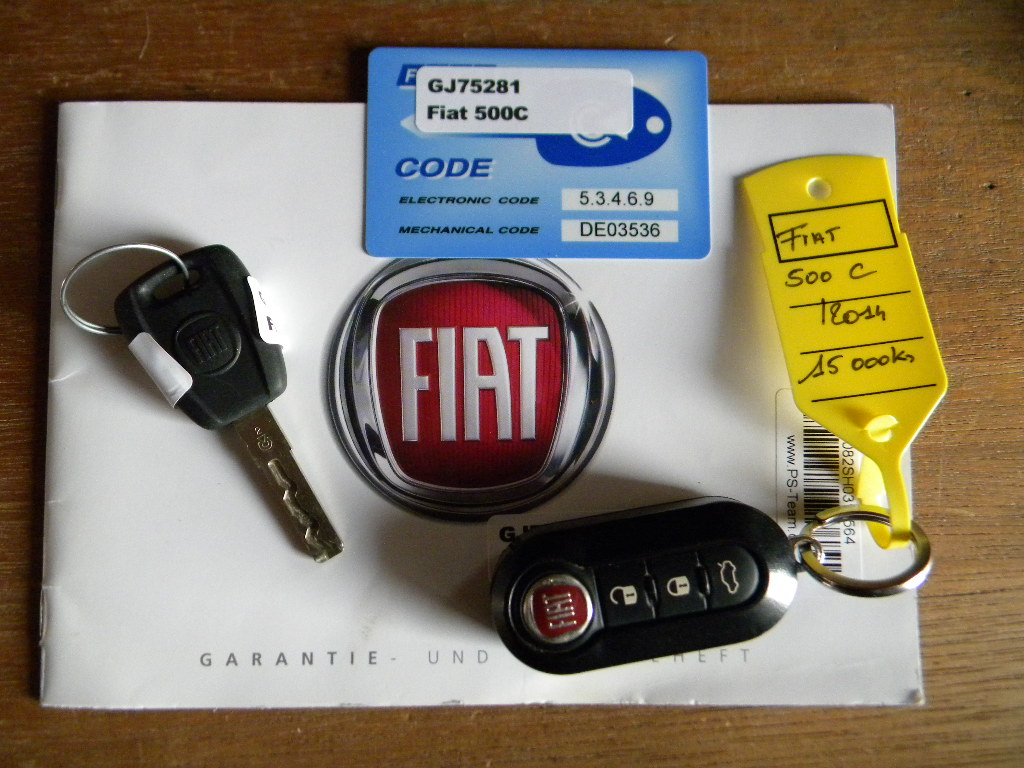 GJ75281
Fiat 500C
CODE
ELECTRONIC CODE 5.3.4.6.9
MECHANICAL CODE DE03536
FIAT
500 C
15 000km
FIAT
FIAT
www.PS-Team.
FIAT
GARANTIE- UND